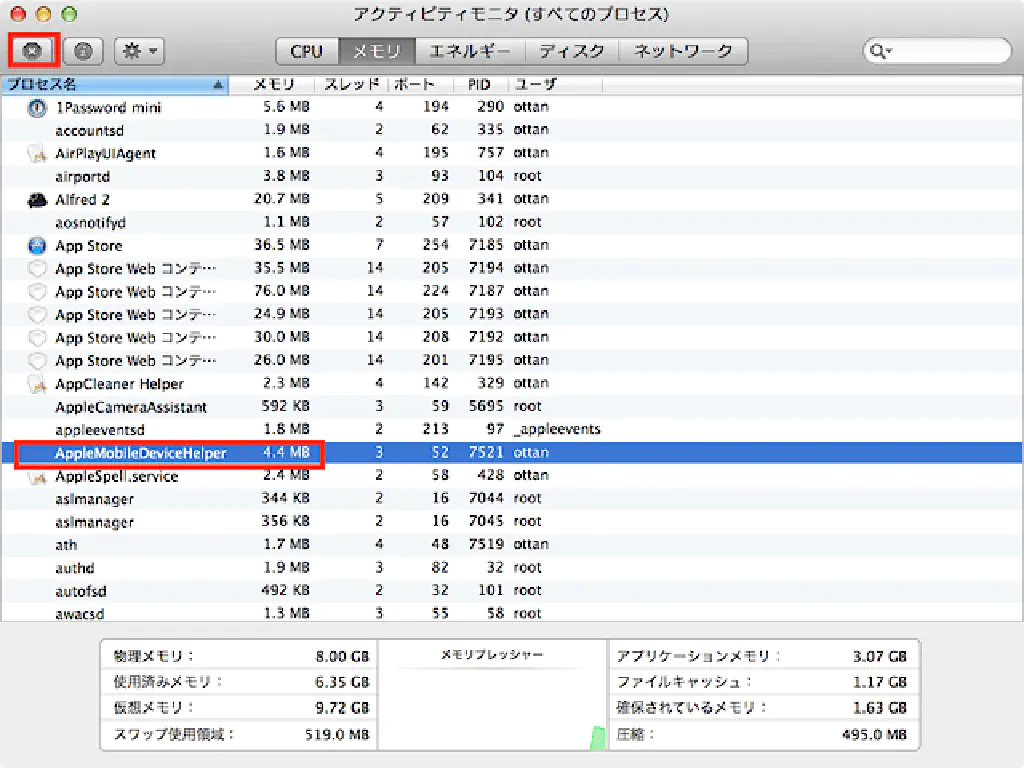 アクティビティモニタ (すべてのプロセス)
CPU メモリ エネルギー ディスク ネットワーク
プロセス名 メモリ スレッド ポート PID ユーザ
1Password mini 5.6 MB 4 194 290 ottan
accountsd 1.9 MB 2 62 335 ottan
AirPlayUIAgent 1.6 MB 4 195 757 ottan
airportd 3.8 MB 3 93 104 root
Alfred 2 20.7 MB 5 209 341 ottan
aosnotifyd 1.1 MB 2 57 102 root
App Store 36.5 MB 7 254 7185 ottan
App Store Web コンテ… 35.5 MB 14 205 7194 ottan
App Store Web コンテ… 76.0 MB 14 224 7187 ottan
App Store Web コンテ… 24.9 MB 14 205 7193 ottan
App Store Web コンテ… 30.0 MB 14 208 7192 ottan
App Store Web コンテ… 26.0 MB 14 201 7195 ottan
AppCleaner Helper 2.3 MB 4 142 329 ottan
AppleCameraAssistant 592 KB 3 59 5695 root
appleeventsd 1.8 MB 2 213 97 _appleevents
AppleMobileDeviceHelper 4.4 MB 3 52 7521 ottan
AppleSpell.service 2.4 MB 2 58 428 ottan
aslmanager 344 KB 2 16 7044 root
aslmanager 356 KB 2 16 7045 root
ath 1.7 MB 4 48 7519 ottan
authd 1.9 MB 3 82 32 root
autofsd 492 KB 2 32 101 root
awacsd 1.3 MB 3 55 58 root
物理メモリ： 8.00 GB
使用済みメモリ： 6.35 GB
仮想メモリ： 9.72 GB
スワップ使用領域： 519.0 MB
メモリプレッシャー
アプリケーションメモリ： 3.07 GB
ファイルキャッシュ： 1.17 GB
確保されているメモリ： 1.63 GB
圧縮： 495.0 MB